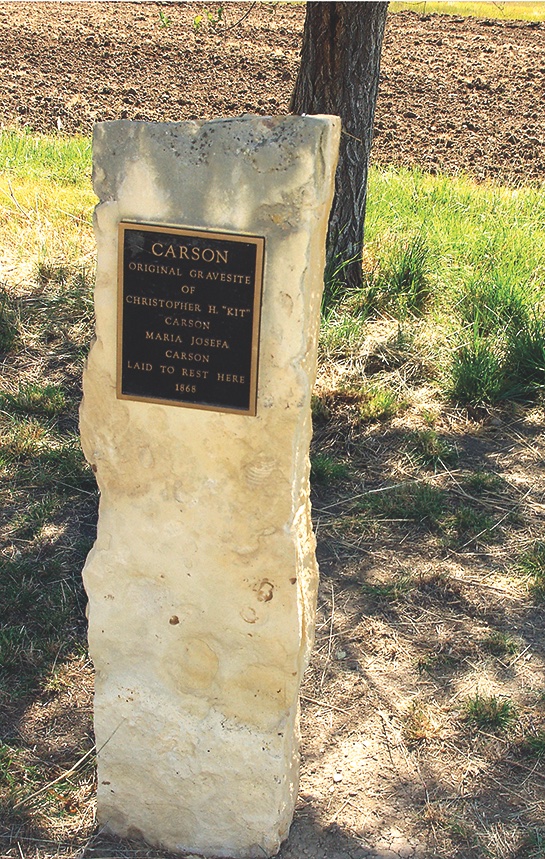 CARSON
ORIGINAL GRAVESITE
OF
CHRISTOPHER H. "KIT"
CARSON
MARIA JOSEFA
CARSON
LAID TO REST HERE
1868